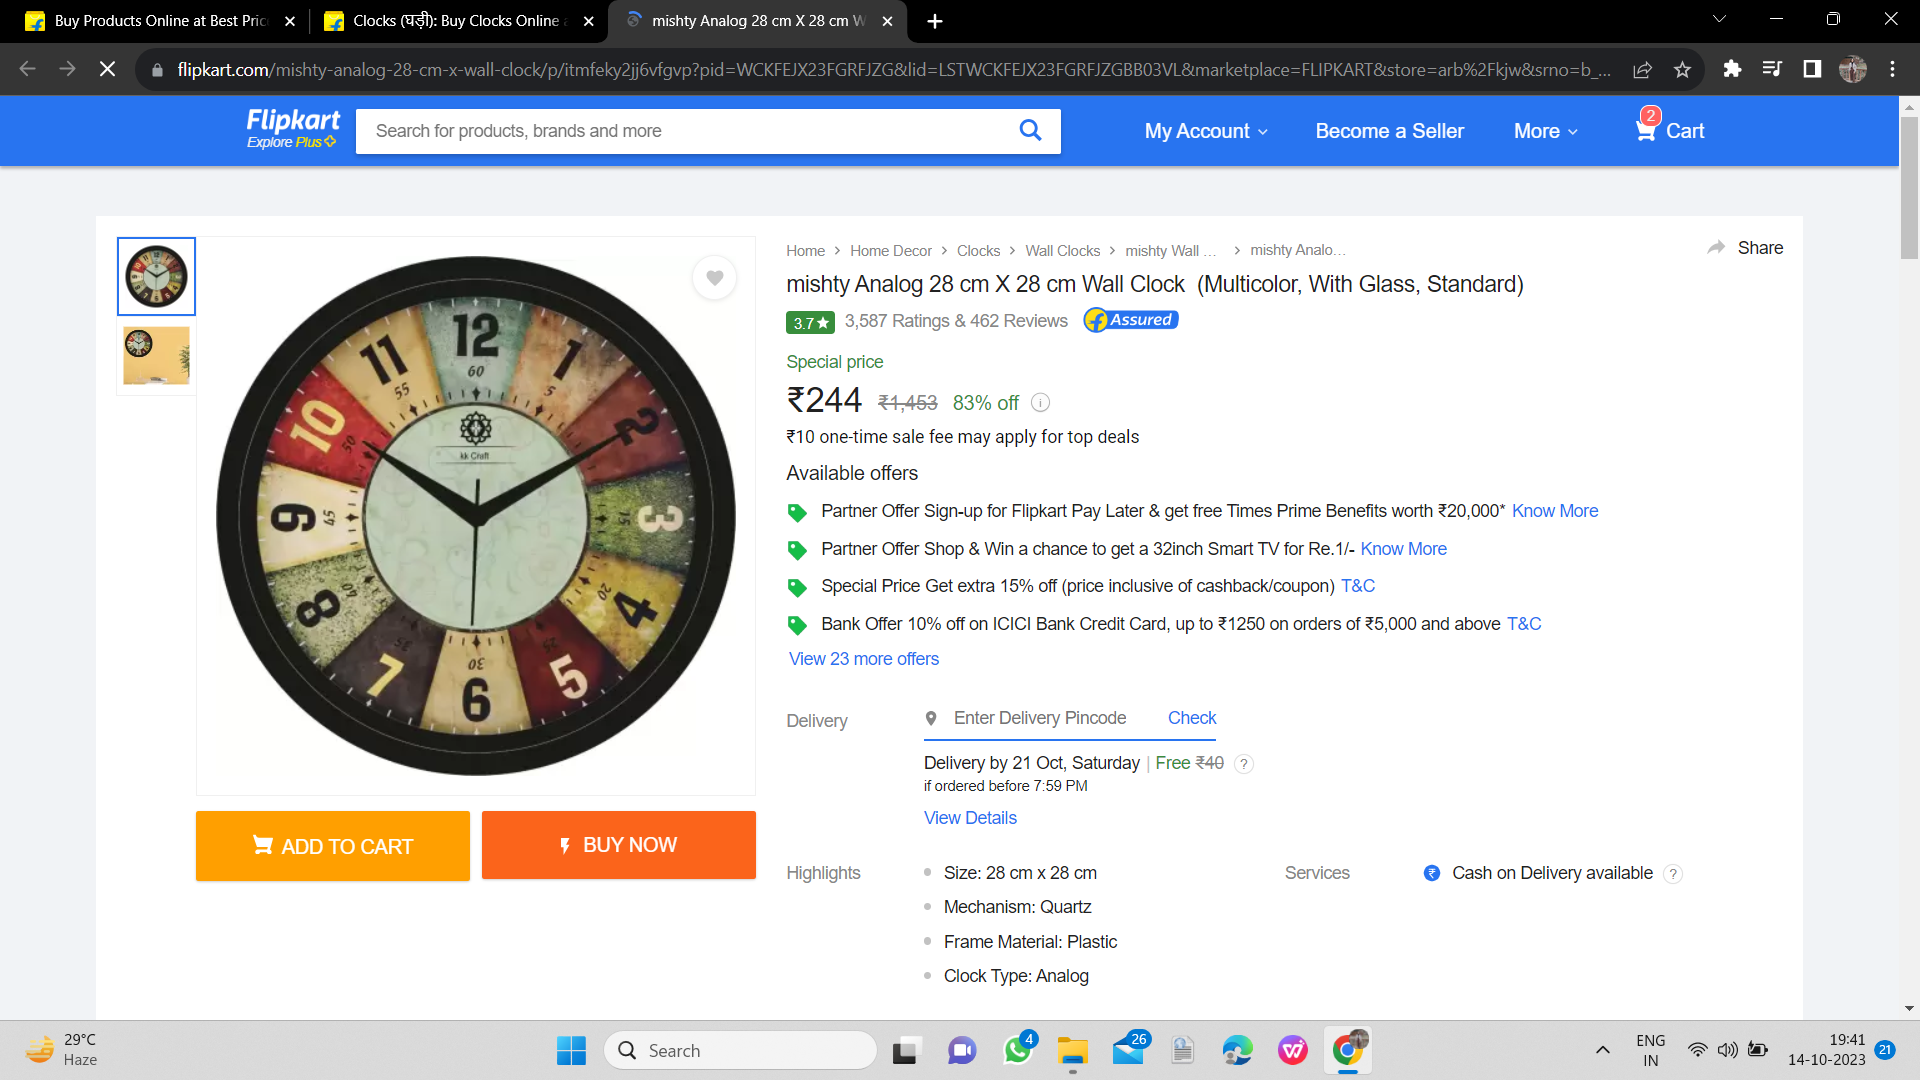 Buy Products Online at Best Pric
Clocks (घड़ी): Buy Clocks Online a
mishty Analog 28 cm X 28 cm W
flipkart.com/mishty-analog-28-cm-x-wall-clock/p/itmfeky2jj6vfgvp?pid=WCKFEJX23FGRFJZG&lid=LSTWCKFEJX23FGRFJZGBB03VL&marketplace=FLIPKART&store=arb%2Fkjw&srno=b_...
Flipkart
Explore Plus
Search for products, brands and more
My Account
Become a Seller
More
2
Cart
Home > Home Decor > Clocks > Wall Clocks > mishty Wall ... > mishty Analo...
Share
mishty Analog 28 cm X 28 cm Wall Clock (Multicolor, With Glass, Standard)
3.7★ 3,587 Ratings & 462 Reviews
Assured
Special price
₹244 ₹1,453 83% off
₹10 one-time sale fee may apply for top deals
Available offers
Partner Offer Sign-up for Flipkart Pay Later & get free Times Prime Benefits worth ₹20,000* Know More
Partner Offer Shop & Win a chance to get a 32inch Smart TV for Re.1/- Know More
Special Price Get extra 15% off (price inclusive of cashback/coupon) T&C
Bank Offer 10% off on ICICI Bank Credit Card, up to ₹1250 on orders of ₹5,000 and above T&C
View 23 more offers
Delivery
Enter Delivery Pincode
Check
Delivery by 21 Oct, Saturday | Free ₹40 ?
if ordered before 7:59 PM
View Details
Highlights
Size: 28 cm x 28 cm
Mechanism: Quartz
Frame Material: Plastic
Clock Type: Analog
Services
Cash on Delivery available ?
12
60
1
5
2
3
15
4
20
5
25
6
30
7
35
8
40
9
45
10
50
11
55
kk Craft
ADD TO CART
BUY NOW
29°C
Haze
Search
4
26
ENG
IN
19:41
14-10-2023
21